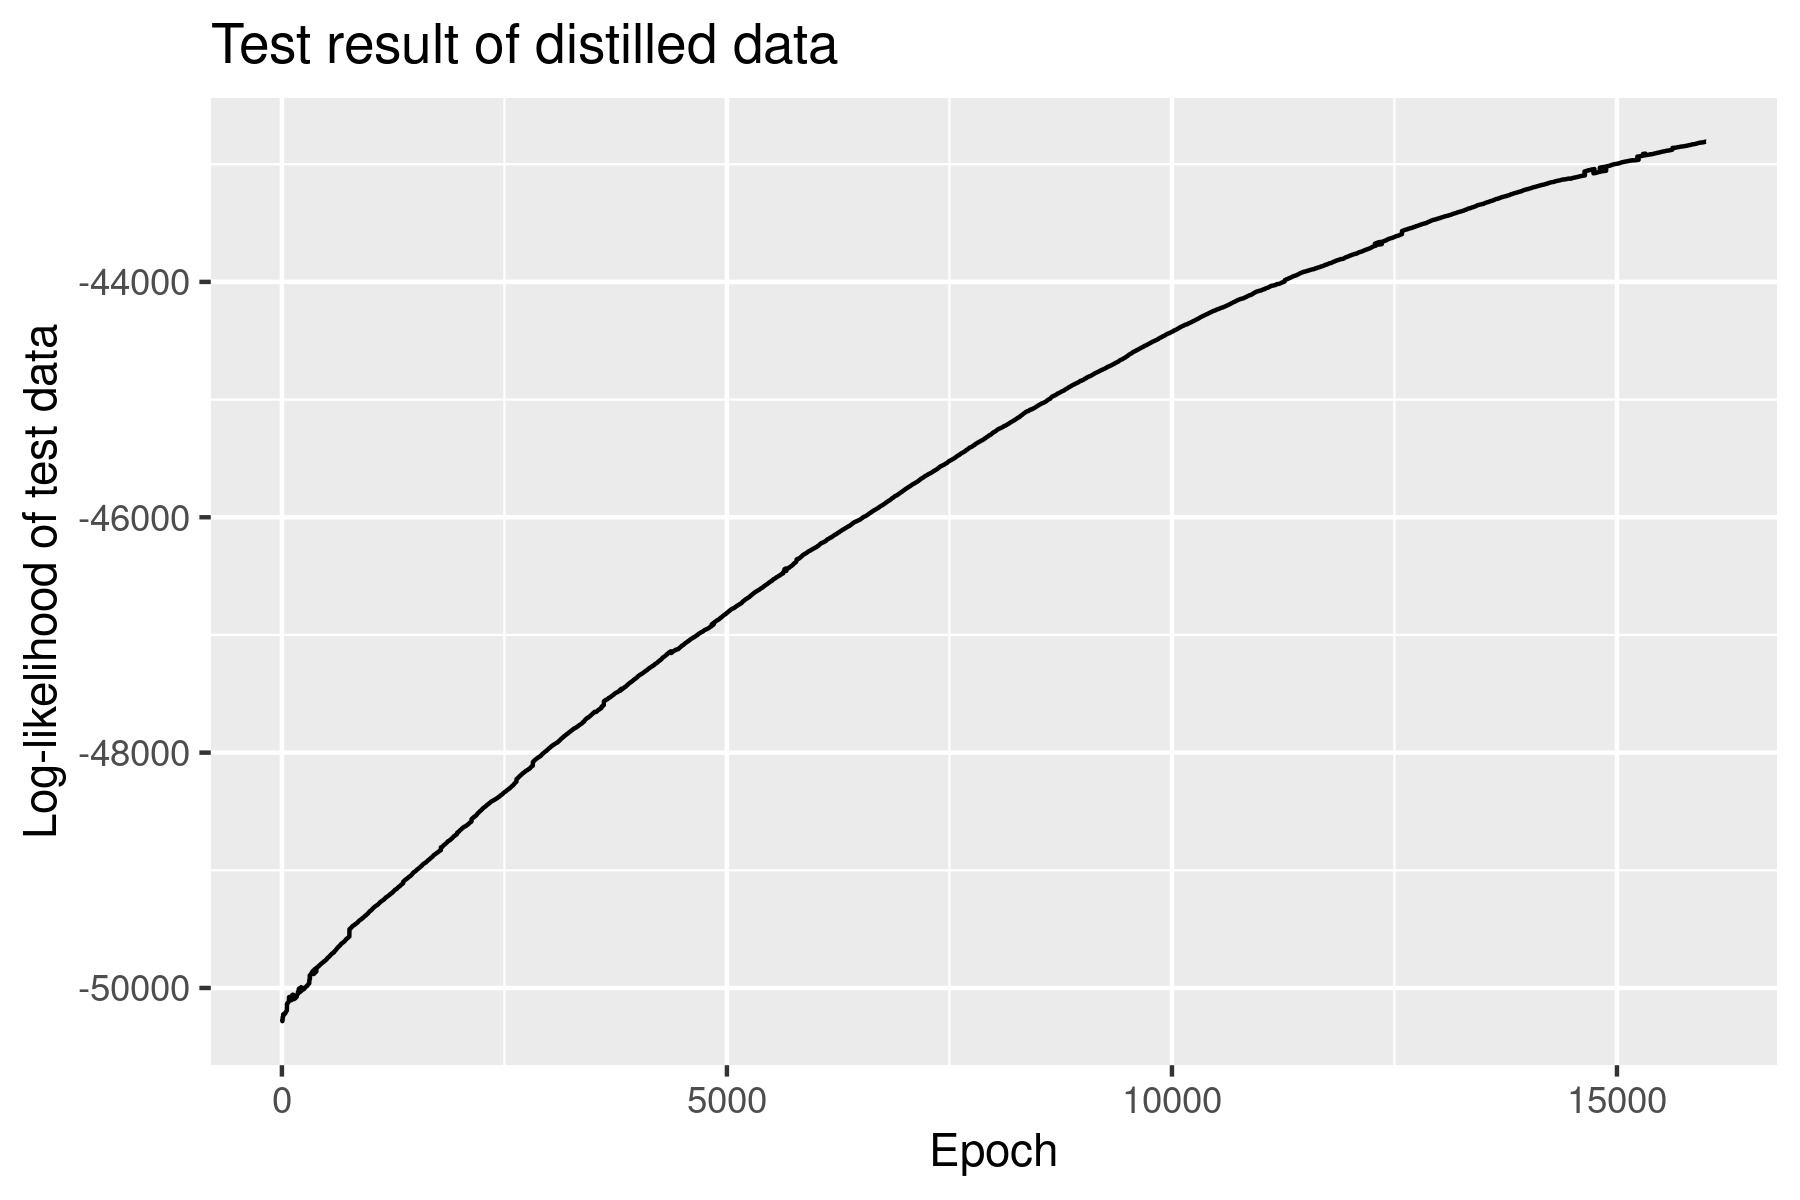 Test result of distilled data
Log-likelihood of test data
-44000
-46000
-48000
-50000
0
5000
10000
15000
Epoch